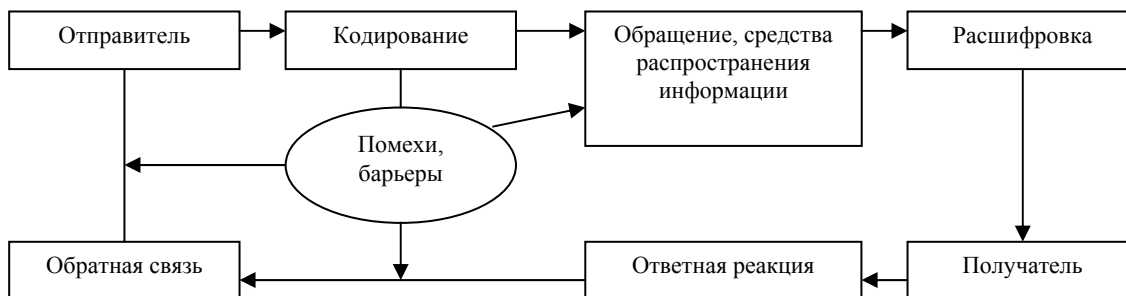 Отправитель
Кодирование
Обращение, средства
распространения
информации
Расшифровка
Помехи,
барьеры
Обратная связь
Ответная реакция
Получатель